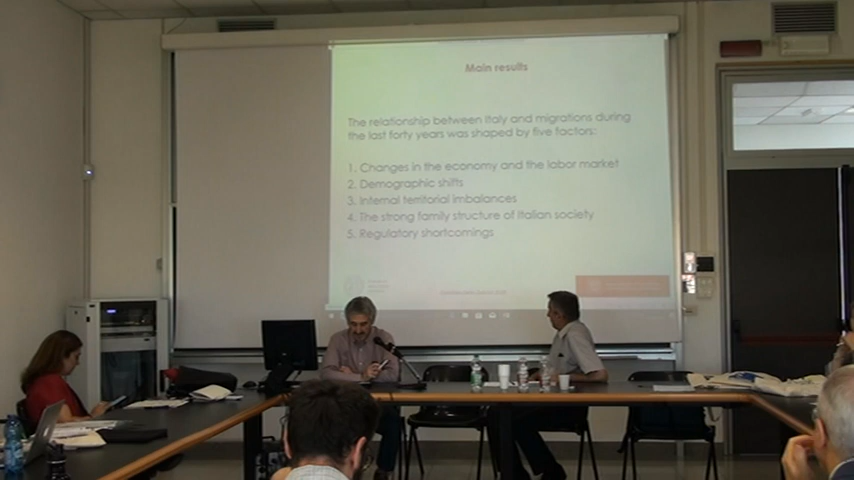 Main results
The relationship between Italy and migrations during
the last forty years was shaped by five factors:
1. Changes in the economy and the labor market
2. Demographic shifts
3. Internal territorial imbalances
4. The strong family structure of Italian society
5. Regulatory shortcomings